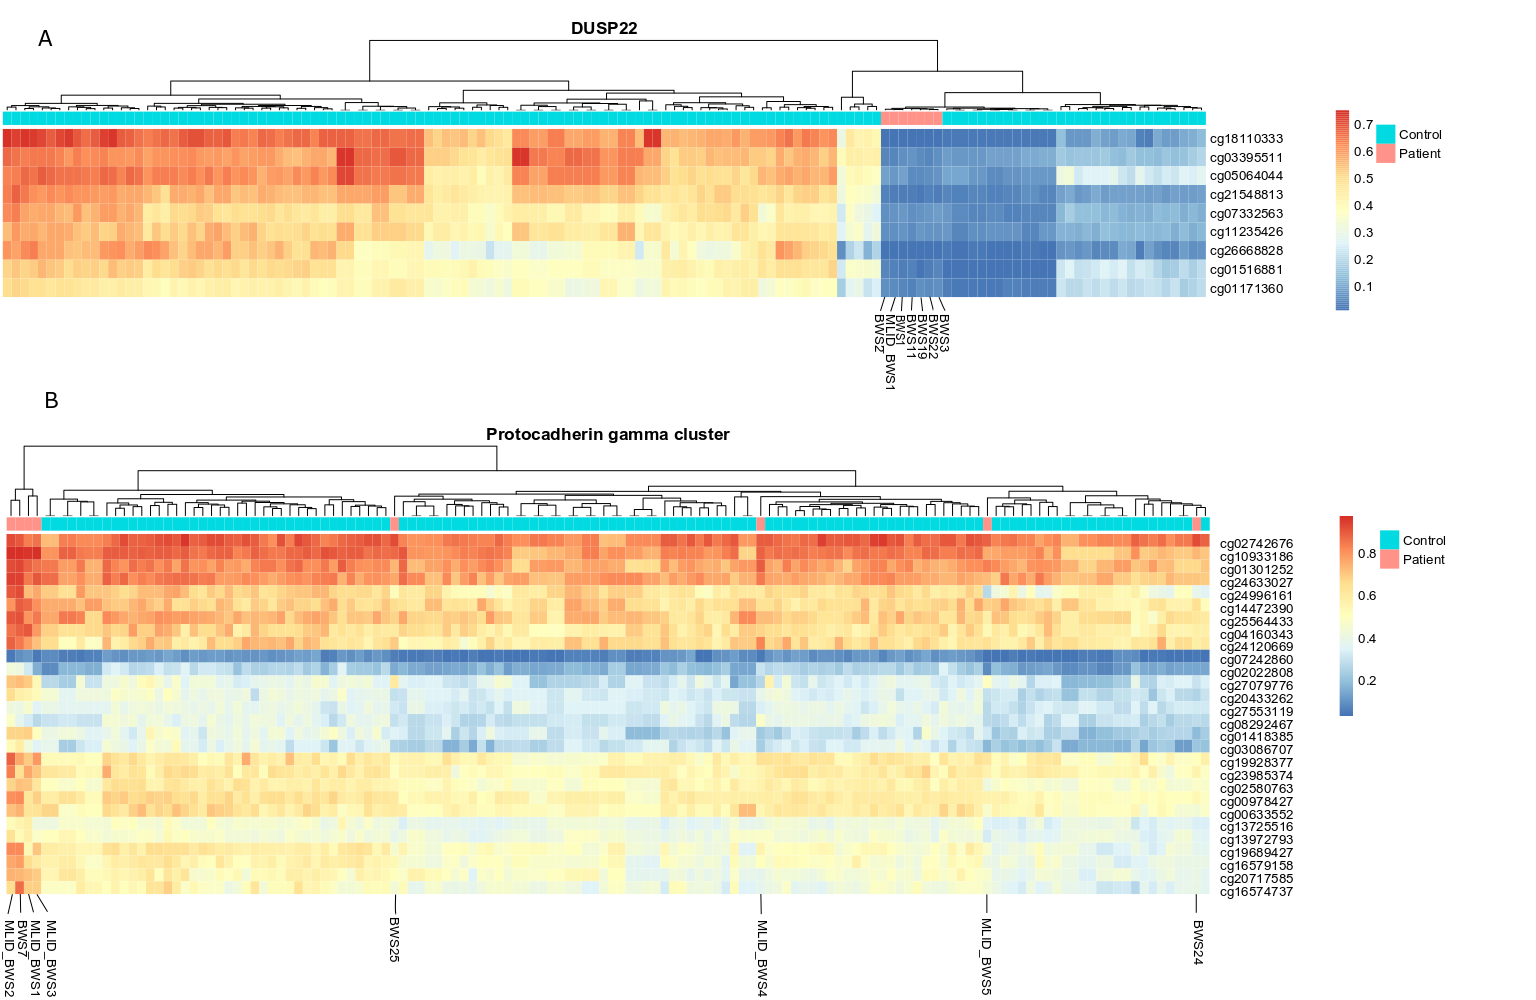 A
DUSP22
cg18110333
cg03395511
cg05064044
cg21548813
cg07332563
cg11235426
cg26668828
cg01516881
cg01171360
0.7
0.6
0.5
0.4
0.3
0.2
0.1
Control
Patient
BWS2
MLID_BWS1
BWS1
BWS11
BWS19
BWS22
BWS3
B
Protocadherin gamma cluster
cg02742676
cg10933186
cg01301252
cg24633027
cg24996161
cg14472390
cg25564433
cg04160343
cg24120669
cg07242860
cg02022808
cg27079776
cg20433262
cg27553119
cg08292467
cg01418385
cg03086707
cg19928377
cg23985374
cg02580763
cg00978427
cg00633552
cg13725516
cg13972793
cg19689427
cg16579158
cg20717585
cg16574737
0.8
0.6
0.4
0.2
Control
Patient
MLID_BWS2
BWS7
MLID_BWS1
MLID_BWS3
BWS25
MLID_BWS4
MLID_BWS5
BWS24